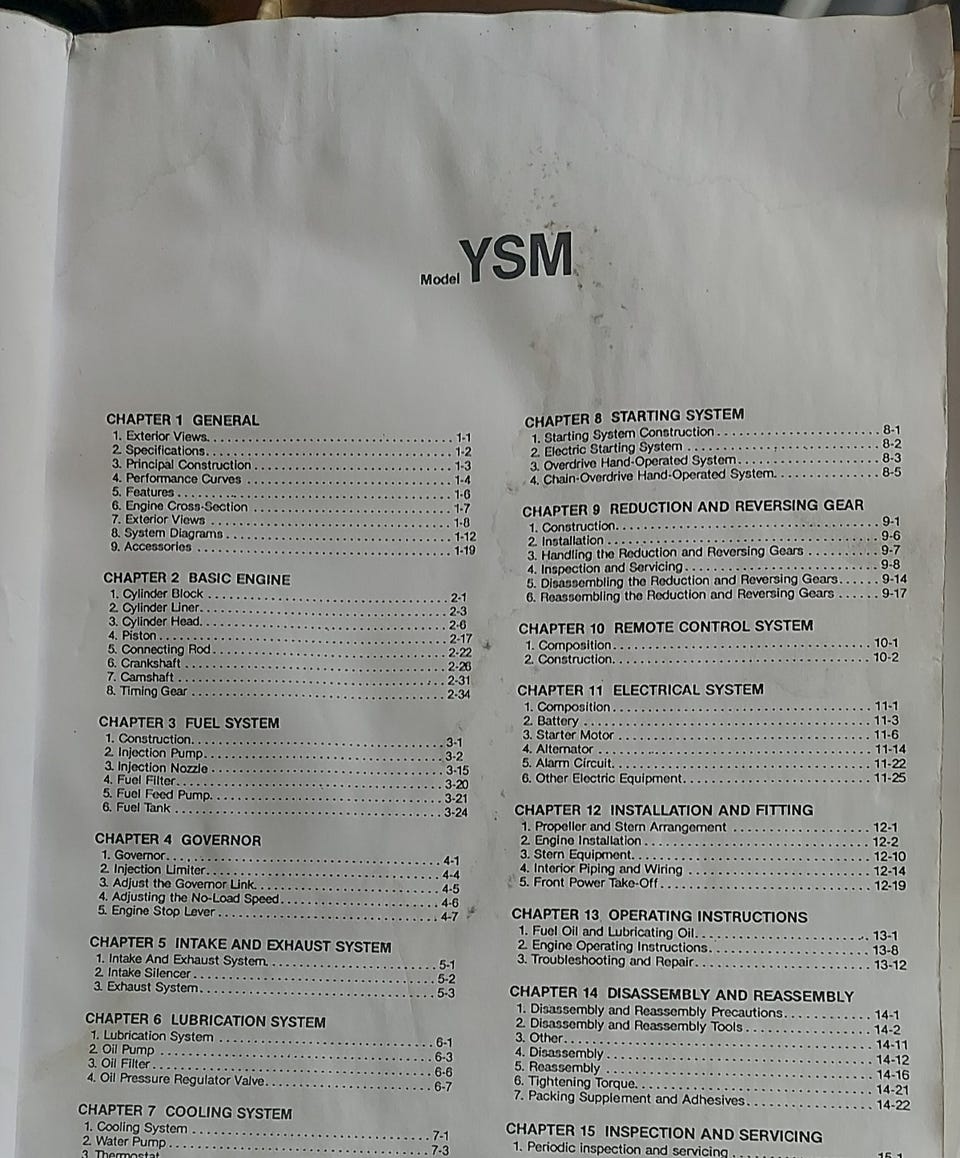 Model YSM
CHAPTER 1 GENERAL
1. Exterior Views. 1-1
2. Specifications. 1-2
3. Principal Construction 1-3
4. Performance Curves 1-4
5. Features 1-6
6. Engine Cross-Section 1-7
7. Exterior Views 1-8
8. System Diagrams 1-12
9. Accessories 1-19
CHAPTER 2 BASIC ENGINE
1. Cylinder Block 2-1
2. Cylinder Liner. 2-3
3. Cylinder Head. 2-6
4. Piston 2-17
5. Connecting Rod 2-22
6. Crankshaft 2-26
7. Camshaft 2-31
8. Timing Gear 2-34
CHAPTER 3 FUEL SYSTEM
1. Construction. 3-1
2. Injection Pump. 3-2
3. Injection Nozzle 3-15
4. Fuel Filter. 3-20
5. Fuel Feed Pump. 3-21
6. Fuel Tank 3-24
CHAPTER 4 GOVERNOR
1. Governor. 4-1
2. Injection Limiter. 4-4
3. Adjust the Governor Link. 4-5
4. Adjusting the No-Load Speed 4-6
5. Engine Stop Lever 4-7
CHAPTER 5 INTAKE AND EXHAUST SYSTEM
1. Intake And Exhaust System. 5-1
2. Intake Silencer 5-2
3. Exhaust System. 5-3
CHAPTER 6 LUBRICATION SYSTEM
1. Lubrication System 6-1
2. Oil Pump 6-3
3. Oil Filter 6-6
4. Oil Pressure Regulator Valve. 6-7
CHAPTER 7 COOLING SYSTEM
1. Cooling System 7-1
2. Water Pump 7-3
3. Thermostat
CHAPTER 8 STARTING SYSTEM
1. Starting System Construction 8-1
2. Electric Starting System 8-2
3. Overdrive Hand-Operated System 8-3
4. Chain-Overdrive Hand-Operated System. 8-5
CHAPTER 9 REDUCTION AND REVERSING GEAR
1. Construction. 9-1
2. Installation 9-6
3. Handling the Reduction and Reversing Gears 9-7
4. Inspection and Servicing 9-8
5. Disassembling the Reduction and Reversing Gears 9-14
6. Reassembling the Reduction and Reversing Gears 9-17
CHAPTER 10 REMOTE CONTROL SYSTEM
1. Composition 10-1
2. Construction. 10-2
CHAPTER 11 ELECTRICAL SYSTEM
1. Composition 11-1
2. Battery 11-3
3. Starter Motor 11-6
4. Alternator 11-14
5. Alarm Circuit. 11-22
6. Other Electric Equipment. 11-25
CHAPTER 12 INSTALLATION AND FITTING
1. Propeller and Stern Arrangement 12-1
2. Engine Installation 12-2
3. Stern Equipment. 12-10
4. Interior Piping and Wiring 12-14
5. Front Power Take-Off 12-19
CHAPTER 13 OPERATING INSTRUCTIONS
1. Fuel Oil and Lubricating Oil. 13-1
2. Engine Operating Instructions. 13-8
3. Troubleshooting and Repair. 13-12
CHAPTER 14 DISASSEMBLY AND REASSEMBLY
1. Disassembly and Reassembly Precautions. 14-1
2. Disassembly and Reassembly Tools 14-2
3. Other. 14-11
4. Disassembly 14-12
5. Reassembly 14-16
6. Tightening Torque. 14-21
7. Packing Supplement and Adhesives. 14-22
CHAPTER 15 INSPECTION AND SERVICING
1. Periodic inspection and servicing 15-1